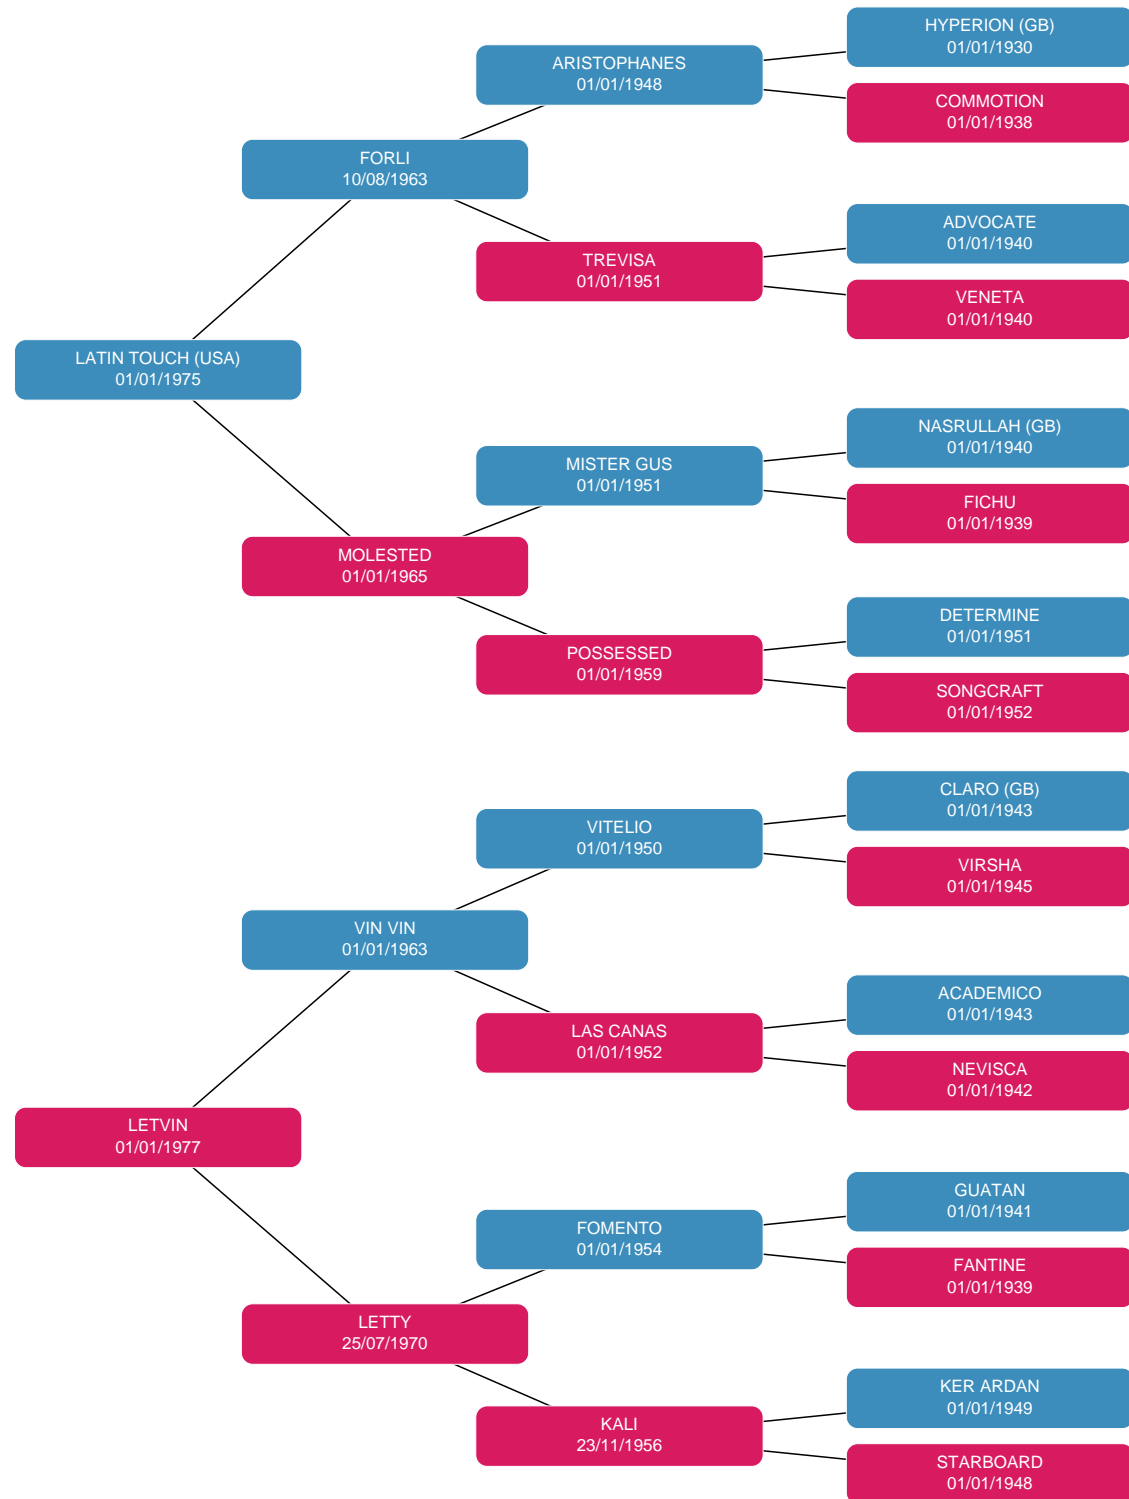 HYPERION (GB)
01/01/1930
ARISTOPHANES
01/01/1948
COMMOTION
01/01/1938
FORLI
10/08/1963
ADVOCATE
01/01/1940
TREVISA
01/01/1951
VENETA
01/01/1940
LATIN TOUCH (USA)
01/01/1975
NASRULLAH (GB)
01/01/1940
MISTER GUS
01/01/1951
FICHU
01/01/1939
MOLESTED
01/01/1965
DETERMINE
01/01/1951
POSSESSED
01/01/1959
SONGCRAFT
01/01/1952
CLARO (GB)
01/01/1943
VITELIO
01/01/1950
VIRSHA
01/01/1945
VIN VIN
01/01/1963
ACADEMICO
01/01/1943
LAS CANAS
01/01/1952
NEVISCA
01/01/1942
LETVIN
01/01/1977
GUATAN
01/01/1941
FOMENTO
01/01/1954
FANTINE
01/01/1939
LETTY
25/07/1970
KER ARDAN
01/01/1949
KALI
23/11/1956
STARBOARD
01/01/1948